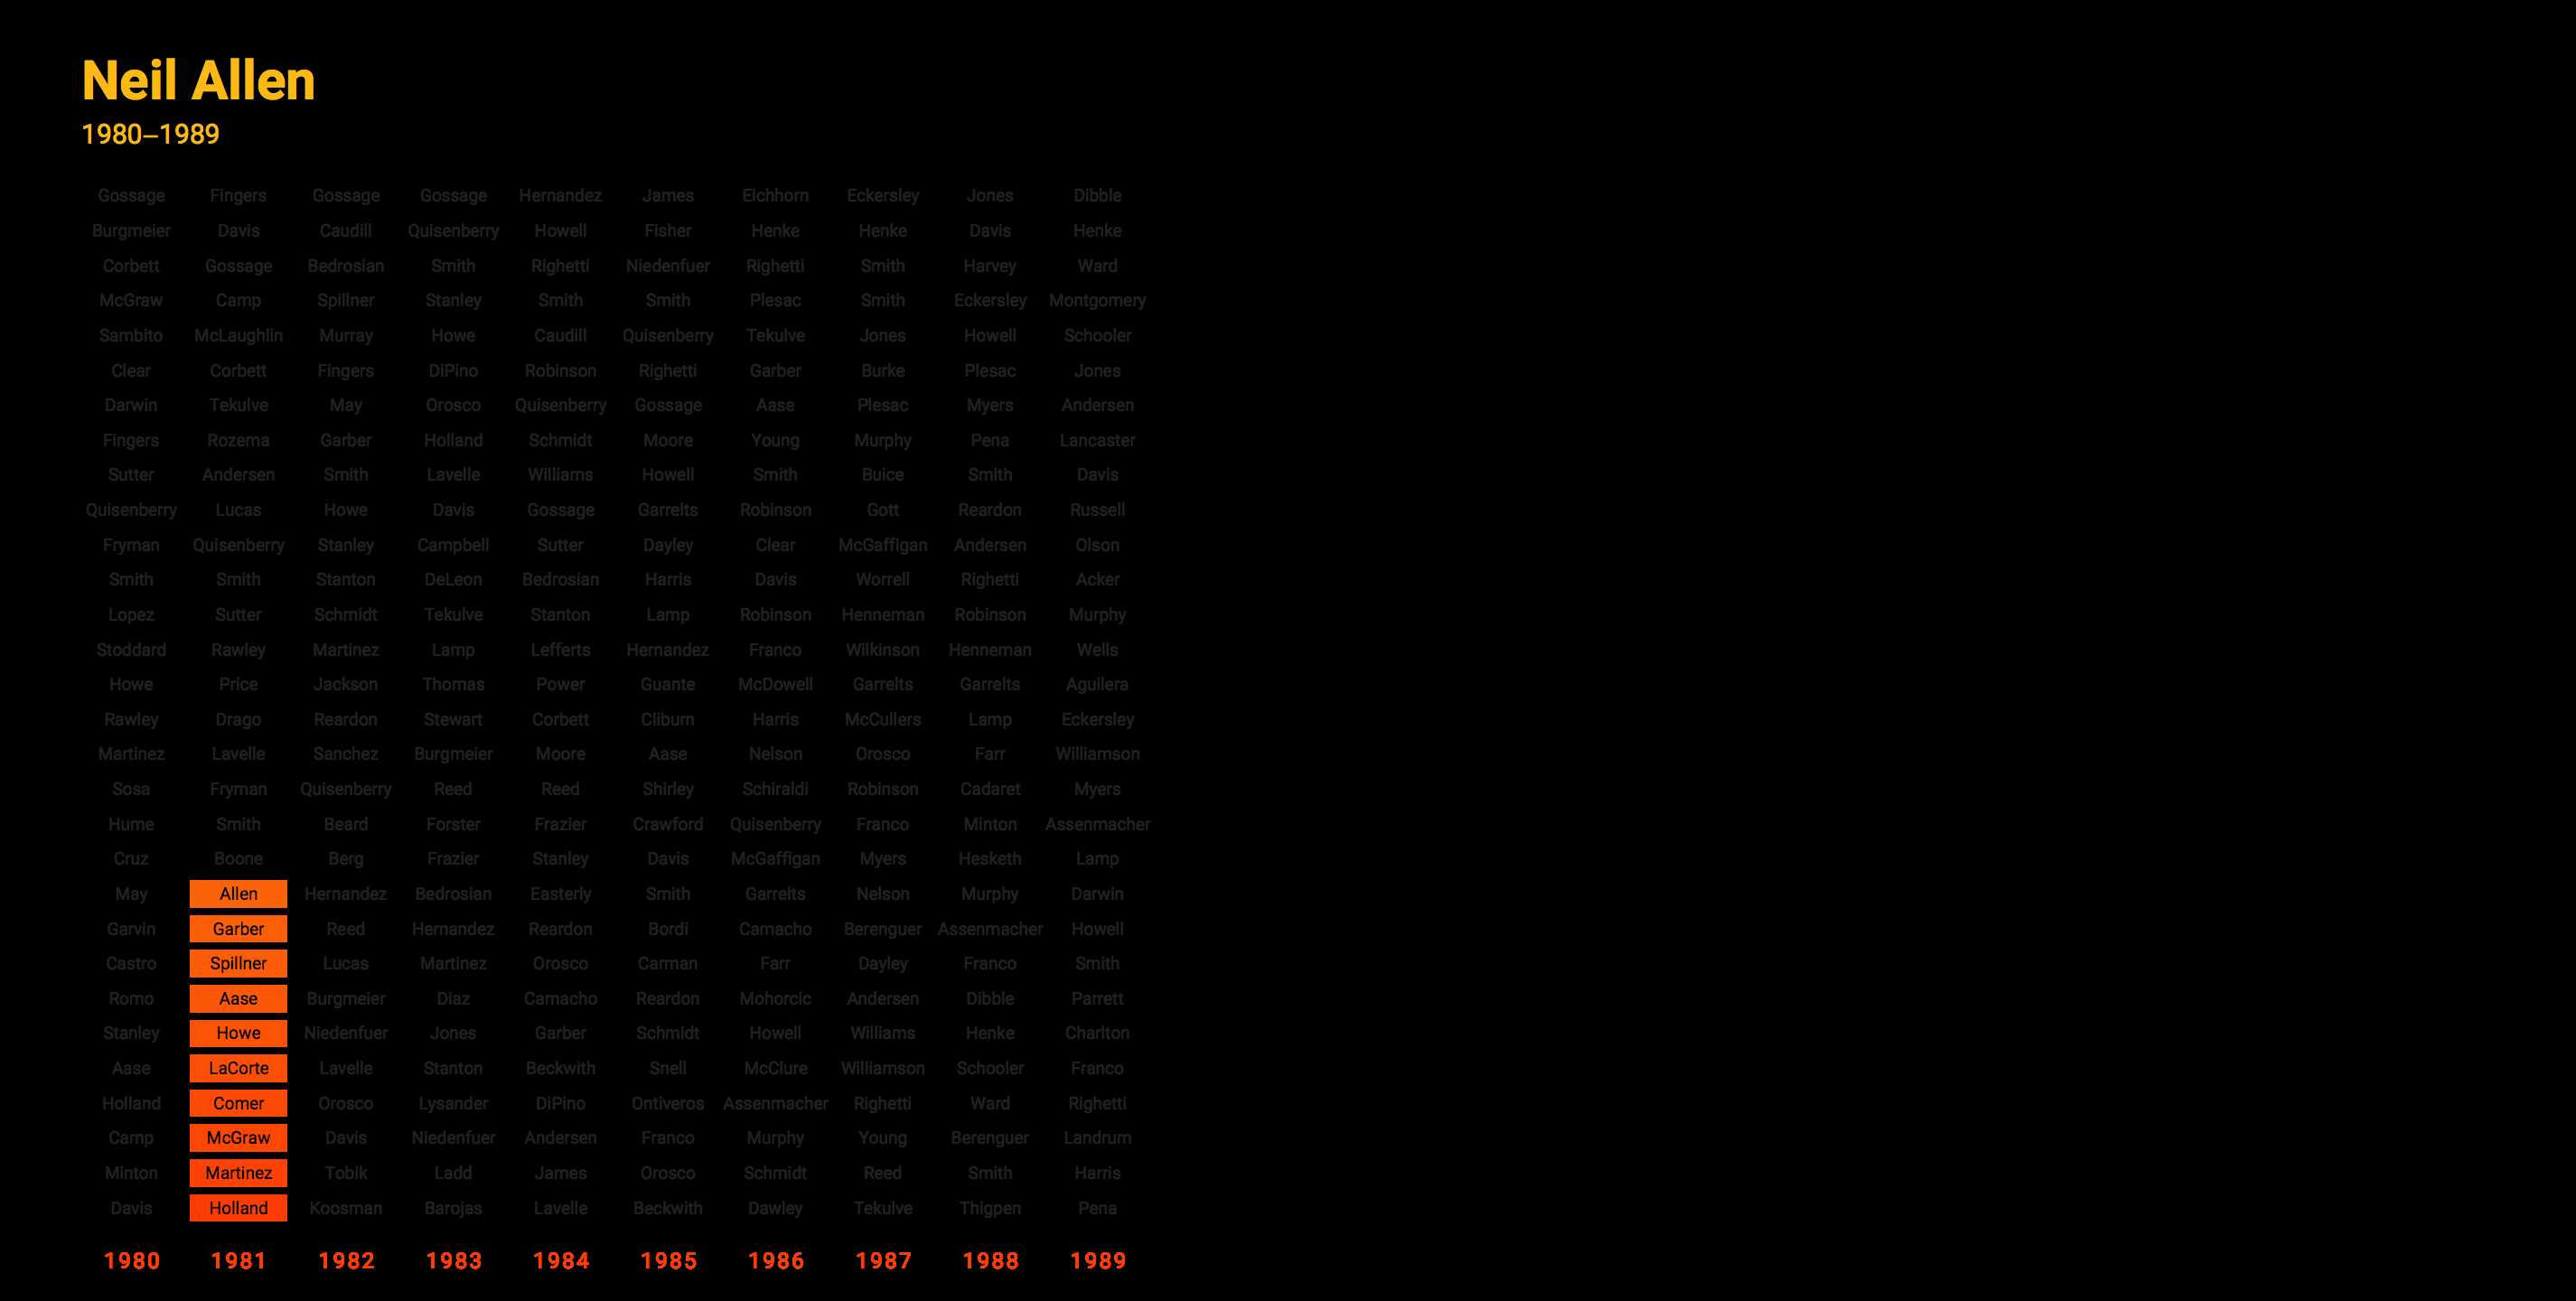 Neil Allen
1980–1989
Gossage Fingers Gossage Gossage Hernandez James Eichhorn Eckersley Jones Dibble
Burgmeier Davis Caudill Quisenberry Howell Fisher Henke Henke Davis Henke
Corbett Gossage Bedrosian Smith Righetti Niedenfuer Righetti Smith Harvey Ward
McGraw Camp Spillner Stanley Smith Smith Plesac Smith Eckersley Montgomery
Sambito McLaughlin Murray Howe Caudill Quisenberry Tekulve Jones Howell Schooler
Clear Corbett Fingers DiPino Robinson Righetti Garber Burke Plesac Jones
Darwin Tekulve May Orosco Quisenberry Gossage Aase Plesac Myers Andersen
Fingers Rozema Garber Holland Schmidt Moore Young Murphy Pena Lancaster
Sutter Andersen Smith Lavelle Williams Howell Smith Buice Smith Davis
Quisenberry Lucas Howe Davis Gossage Garrelts Robinson Gott Reardon Russell
Fryman Quisenberry Stanley Campbell Sutter Dayley Clear McGaffigan Andersen Olson
Smith Smith Stanton DeLeon Bedrosian Harris Davis Worrell Righetti Acker
Lopez Sutter Schmidt Tekulve Stanton Lamp Robinson Henneman Robinson Murphy
Stoddard Rawley Martinez Lamp Lefferts Hernandez Franco Wilkinson Henneman Wells
Howe Price Jackson Thomas Power Guante McDowell Garrelts Garrelts Aguilera
Rawley Drago Reardon Stewart Corbett Cliburn Harris McCullers Lamp Eckersley
Martinez Lavelle Sanchez Burgmeier Moore Aase Nelson Orosco Farr Williamson
Sosa Fryman Quisenberry Reed Reed Shirley Schiraldi Robinson Cadaret Myers
Hume Smith Beard Forster Frazier Crawford Quisenberry Franco Minton Assenmacher
Cruz Boone Berg Frazier Stanley Davis McGaffigan Myers Hesketh Lamp
May Allen Hernandez Bedrosian Easterly Smith Garrelts Nelson Murphy Darwin
Garvin Garber Reed Hernandez Reardon Bordi Camacho Berenguer Assenmacher Howell
Castro Spillner Lucas Martinez Orosco Carman Farr Dayley Franco Smith
Romo Aase Burgmeier Diaz Camacho Reardon Mohorcic Andersen Dibble Parrett
Stanley Howe Niedenfuer Jones Garber Schmidt Howell Williams Henke Charlton
Aase LaCorte Lavelle Stanton Beckwith Snell McClure Williamson Schooler Franco
Holland Comer Orosco Lysander DiPino Ontiveros Assenmacher Righetti Ward Righetti
Camp McGraw Davis Niedenfuer Andersen Franco Murphy Young Berenguer Landrum
Minton Martinez Tobik Ladd James Orosco Schmidt Reed Smith Harris
Davis Holland Koosman Barojas Lavelle Beckwith Dawley Tekulve Thigpen Pena
1980 1981 1982 1983 1984 1985 1986 1987 1988 1989